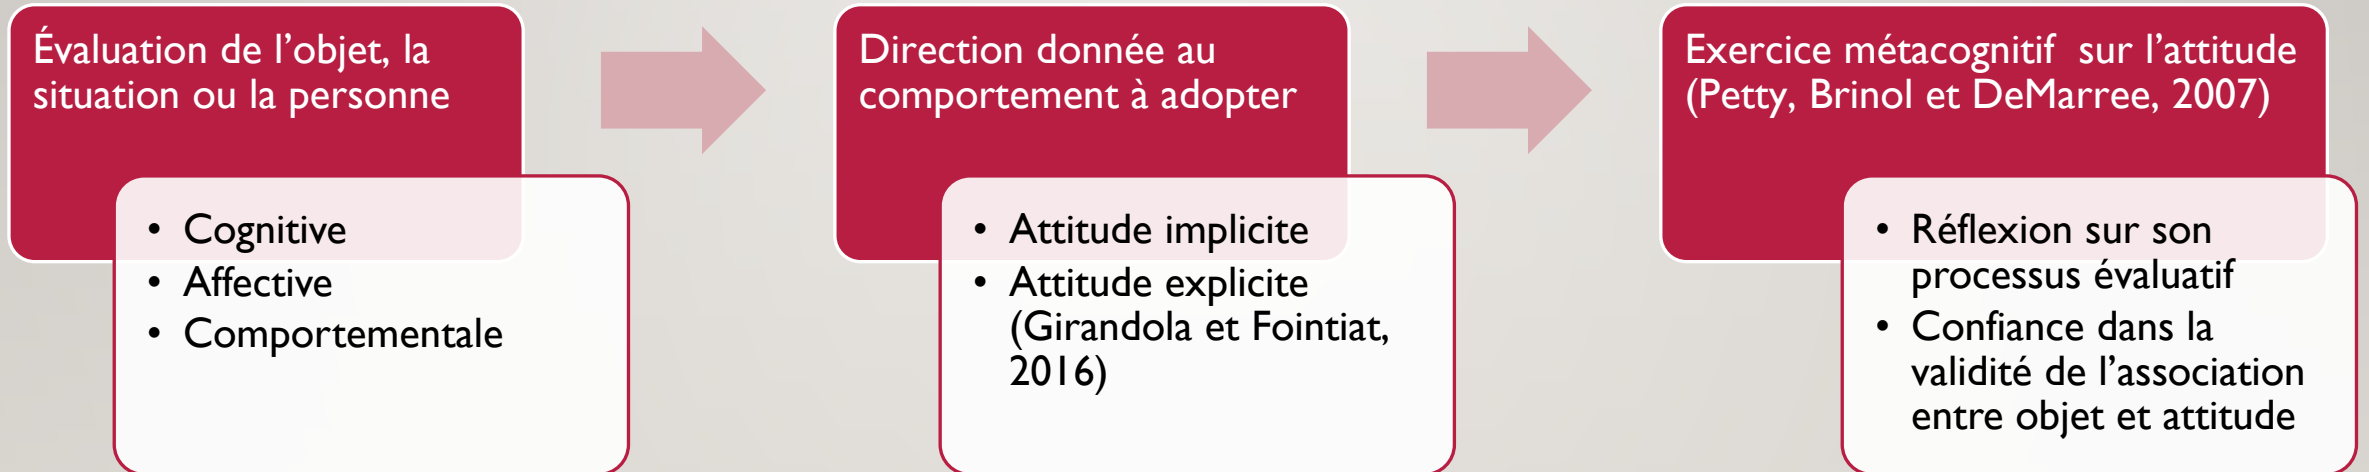 Évaluation de l’objet, la
situation ou la personne
• Cognitive
• Affective
• Comportementale
Direction donnée au
comportement à adopter
• Attitude implicite
• Attitude explicite
(Girandola et Fointiat,
2016)
Exercice métacognitif  sur l’attitude
(Petty, Brinol et DeMarree, 2007)
• Réflexion sur son
processus évaluatif
• Confiance dans la
validité de l’association
entre objet et attitude